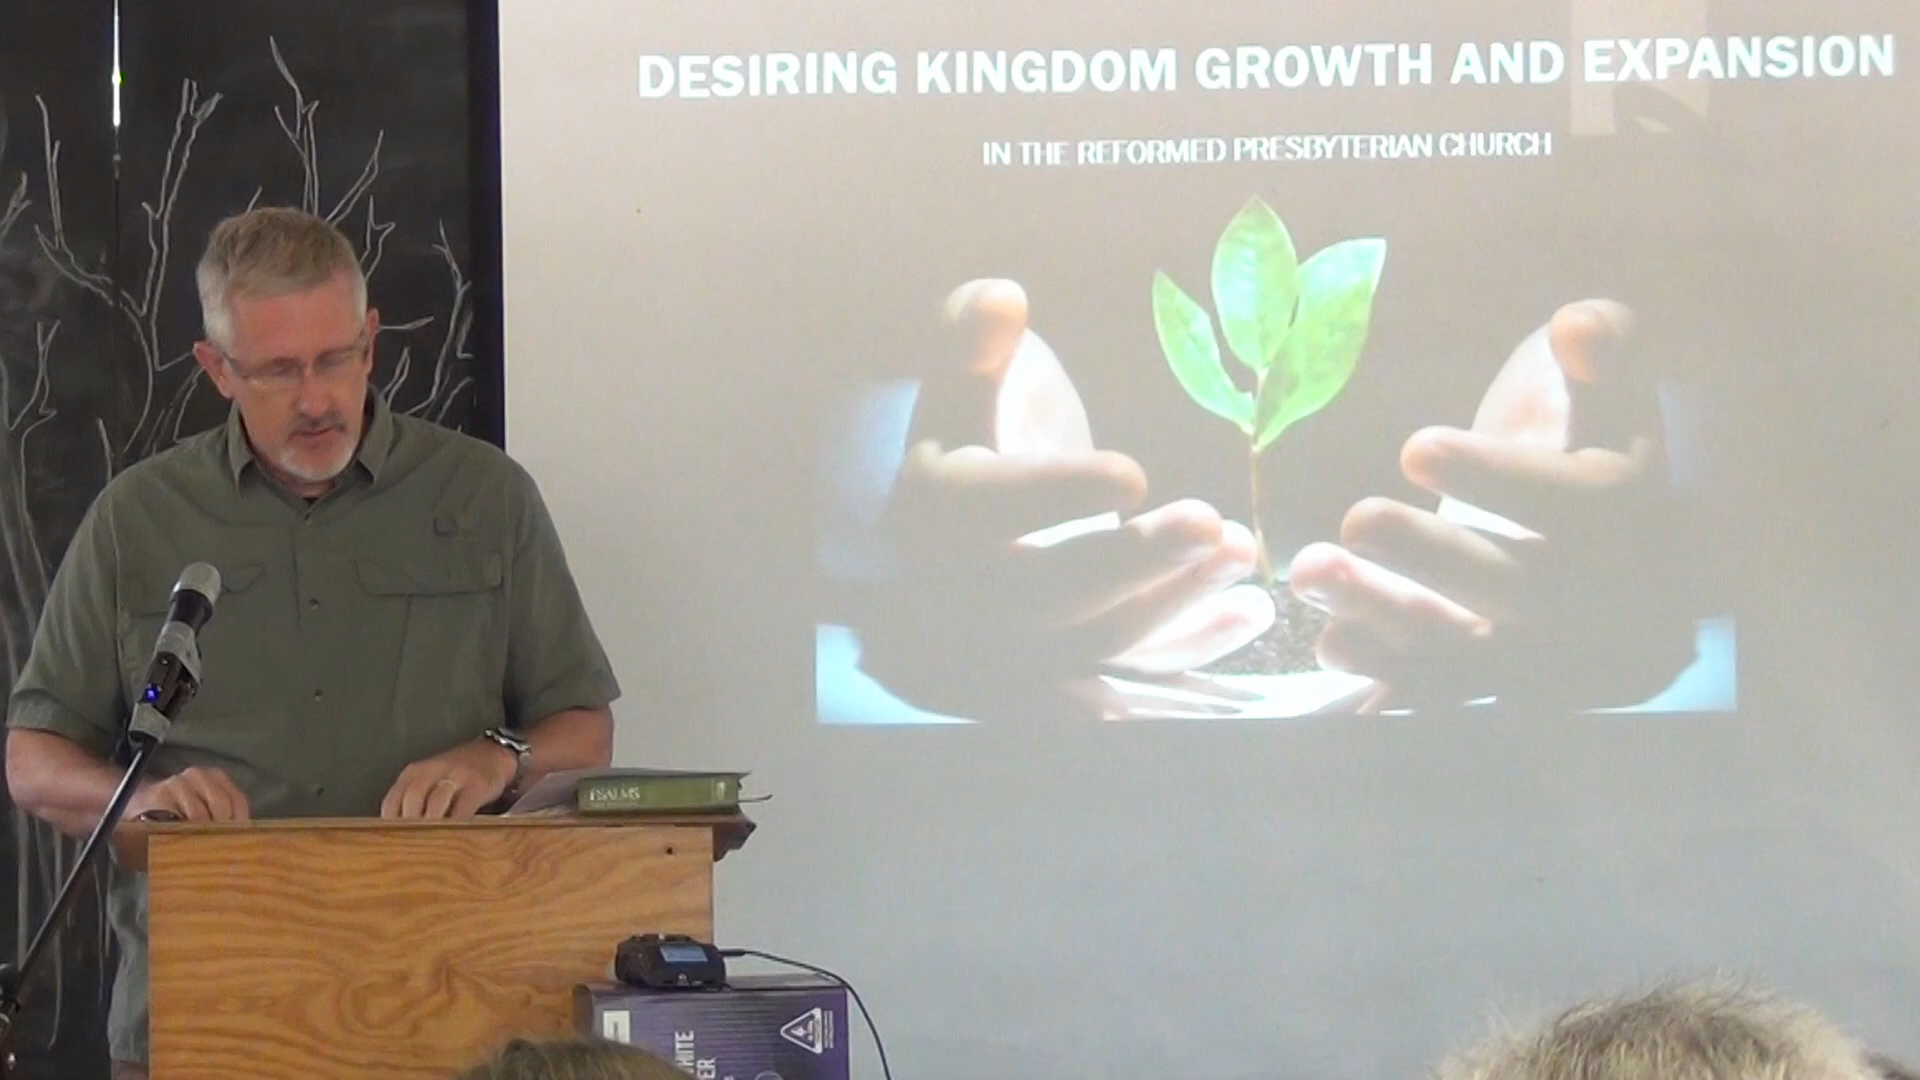 DESIRING KINGDOM GROWTH AND EXPANSION
IN THE REFORMED PRESBYTERIAN CHURCH
PSALMS